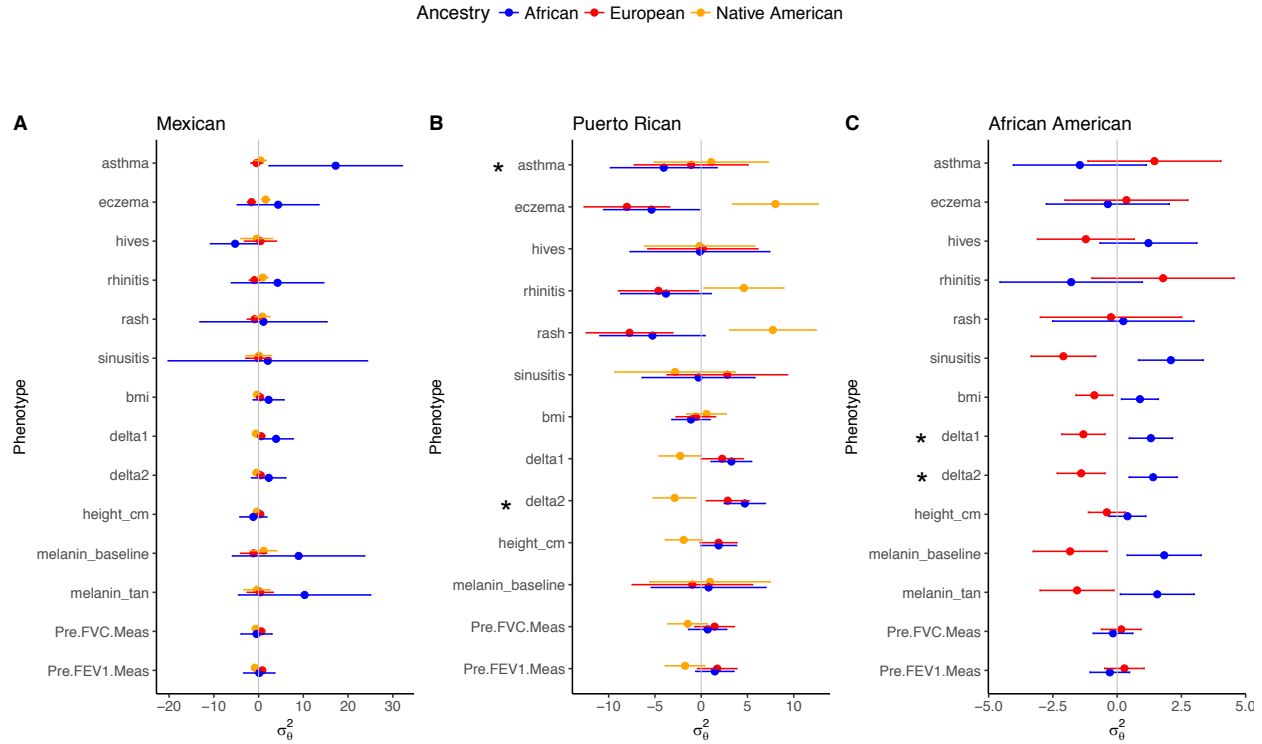 Ancestry African European Native American
A Mexican
asthma
eczema
hives
rhinitis
rash
sinusitis
bmi
delta1
delta2
height_cm
melanin_baseline
melanin_tan
Pre.FVC.Meas
Pre.FEV1.Meas
Phenotype
−20 −10 0 10 20 30
σ²θ
B Puerto Rican
* asthma
eczema
hives
rhinitis
rash
sinusitis
bmi
delta1
* delta2
height_cm
melanin_baseline
Pre.FVC.Meas
Pre.FEV1.Meas
Phenotype
−10 −5 0 5 10
σ²θ
C African American
asthma
eczema
hives
rhinitis
rash
sinusitis
bmi
* delta1
* delta2
height_cm
melanin_baseline
melanin_tan
Pre.FVC.Meas
Pre.FEV1.Meas
Phenotype
−5.0 −2.5 0.0 2.5 5.0
σ²θ